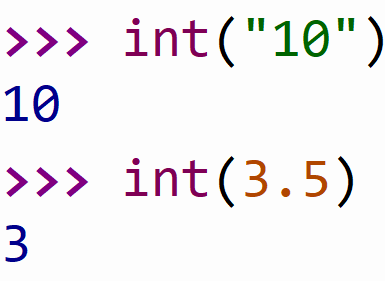 >>> int("10")
10
>>> int(3.5)
3